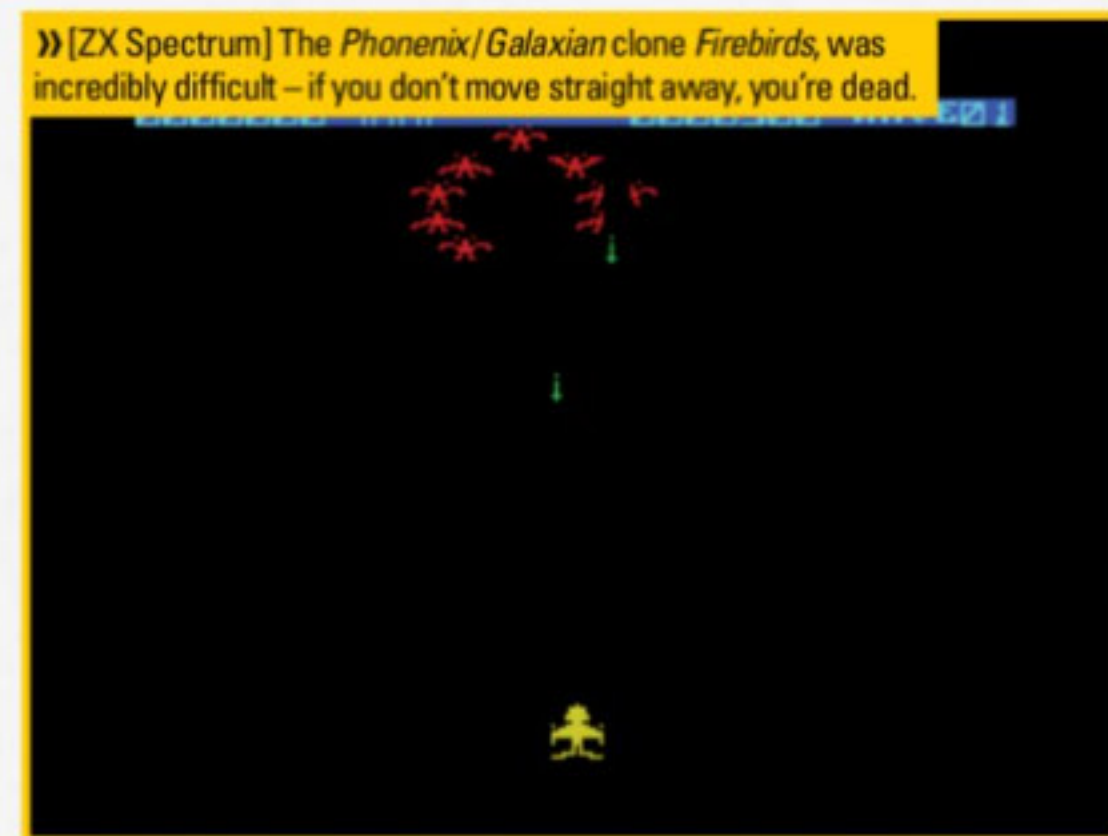 »[ZX Spectrum] The Phonenix/Galaxian clone Firebirds, was
incredibly difficult – if you don't move straight away, you're dead.